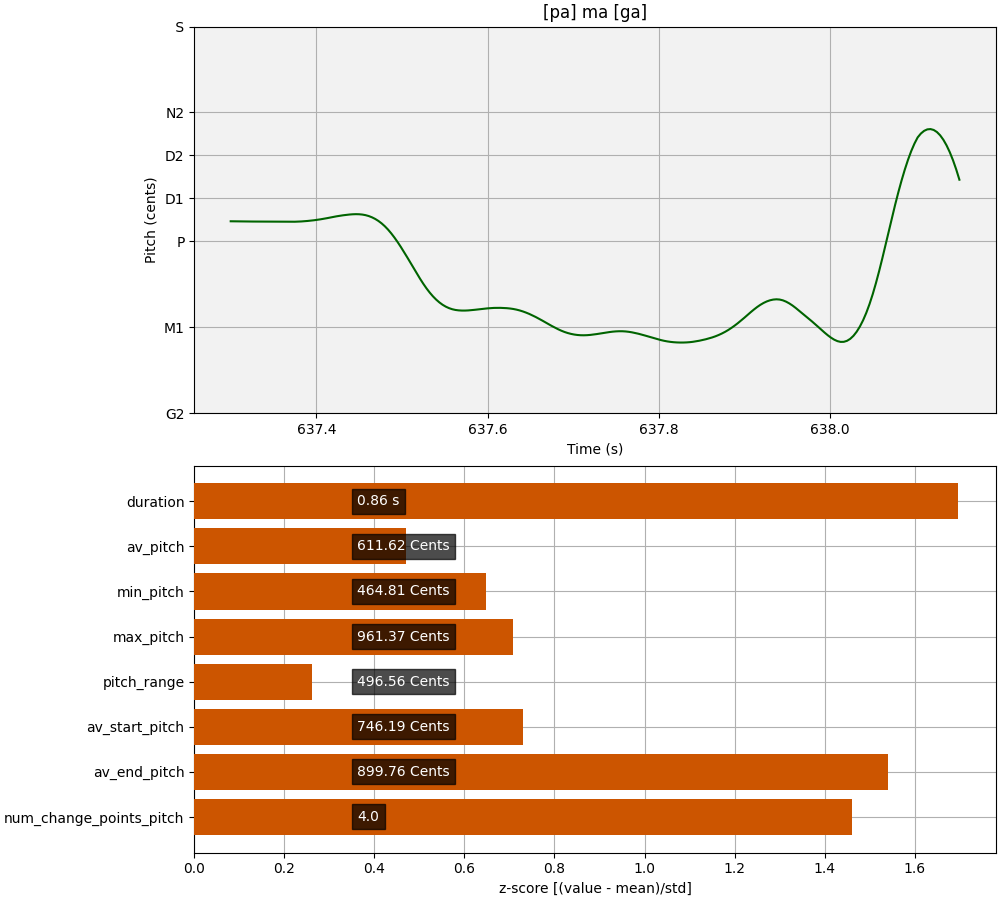 [pa] ma [ga]
S
N2
D2
D1
P
M1
G2
Pitch (cents)
637.4 637.6 637.8 638.0
Time (s)
duration 0.86 s
av_pitch 611.62 Cents
min_pitch 464.81 Cents
max_pitch 961.37 Cents
pitch_range 496.56 Cents
av_start_pitch 746.19 Cents
av_end_pitch 899.76 Cents
num_change_points_pitch 4.0
0.0 0.2 0.4 0.6 0.8 1.0 1.2 1.4 1.6
z-score [(value - mean)/std]